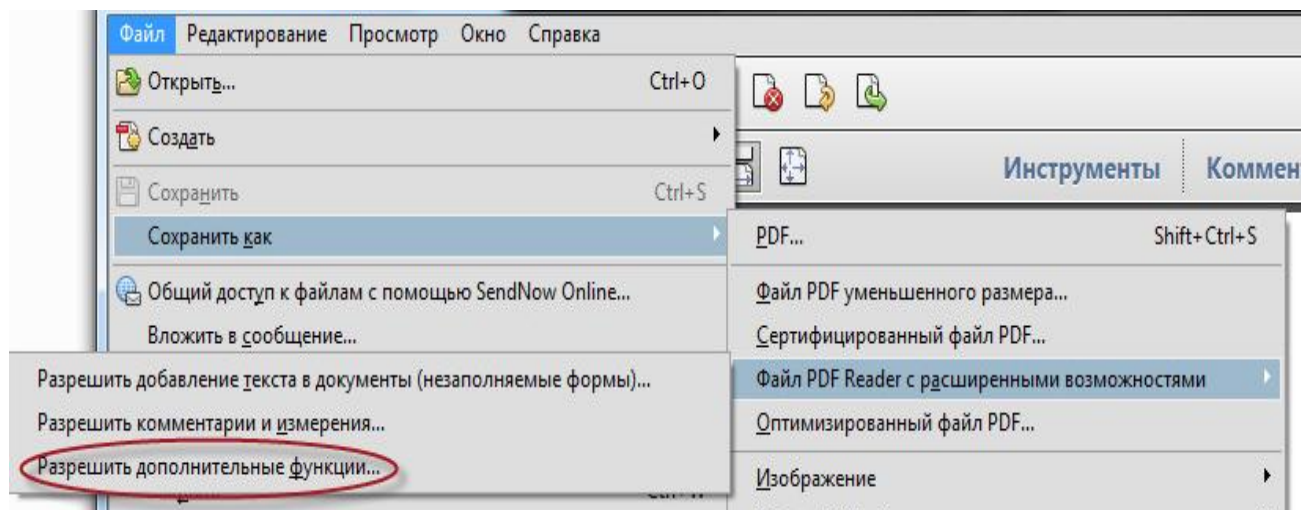 Файл Редактирование Просмотр Окно Справка
Открыть... Ctrl+O
Создать
Инструменты
Сохранить Ctrl+S
Сохранить как
PDF... Shift+Ctrl+S
Общий доступ к файлам с помощью SendNow Online...
Файл PDF уменьшенного размера...
Вложить в сообщение...
Сертифицированный файл PDF...
Разрешить добавление текста в документы (незаполняемые формы)...
Файл PDF Reader с расширенными возможностями
Разрешить комментарии и измерения...
Оптимизированный файл PDF...
Разрешить дополнительные функции...
Изображение